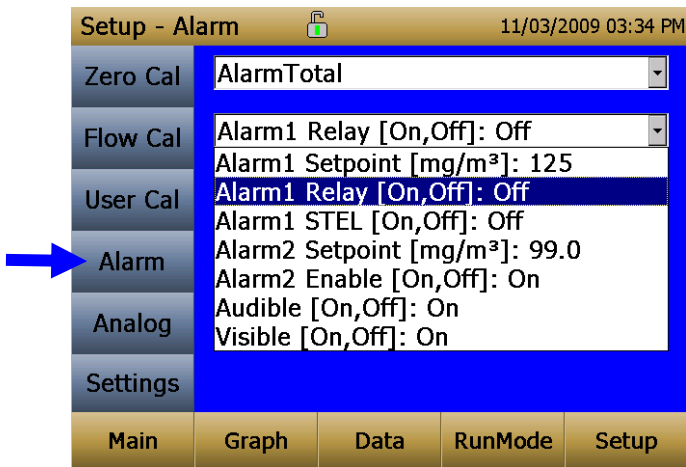 Setup - Alarm
11/03/2009 03:34 PM
Zero Cal
AlarmTotal
Flow Cal
Alarm1 Relay [On,Off]: Off
Alarm1 Setpoint [mg/m³]: 125
Alarm1 Relay [On,Off]: Off
User Cal
Alarm1 STEL [On,Off]: Off
Alarm2 Setpoint [mg/m³]: 99.0
Alarm
Alarm2 Enable [On,Off]: On
Audible [On,Off]: On
Analog
Visible [On,Off]: On
Settings
Main
Graph
Data
RunMode
Setup